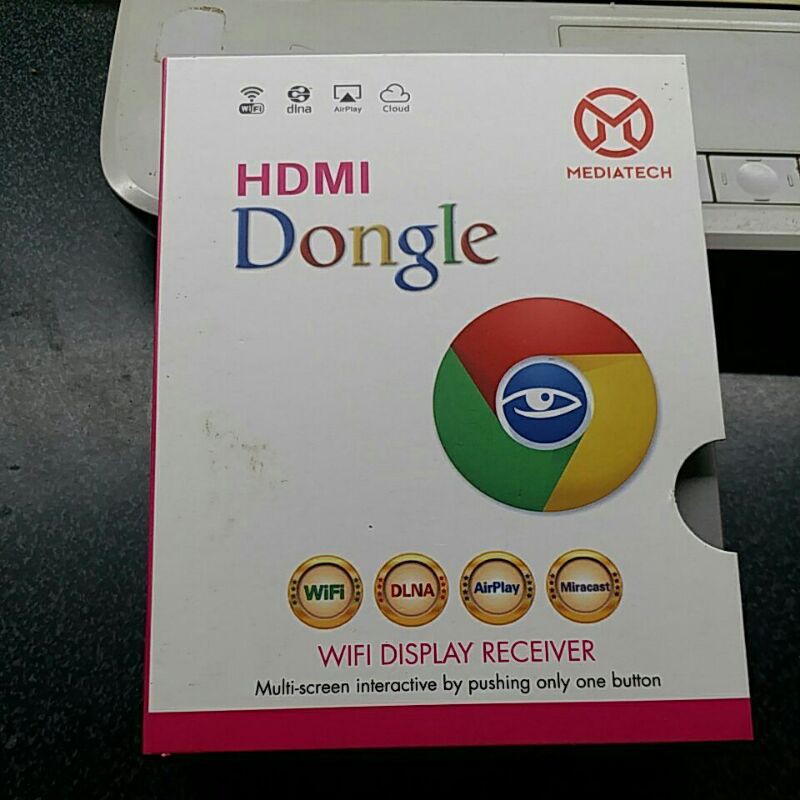 WiFi dlna AirPlay Cloud
MEDIATECH
HDMI
Dongle
WiFi DLNA AirPlay Miracast
WIFI DISPLAY RECEIVER
Multi-screen interactive by pushing only one button